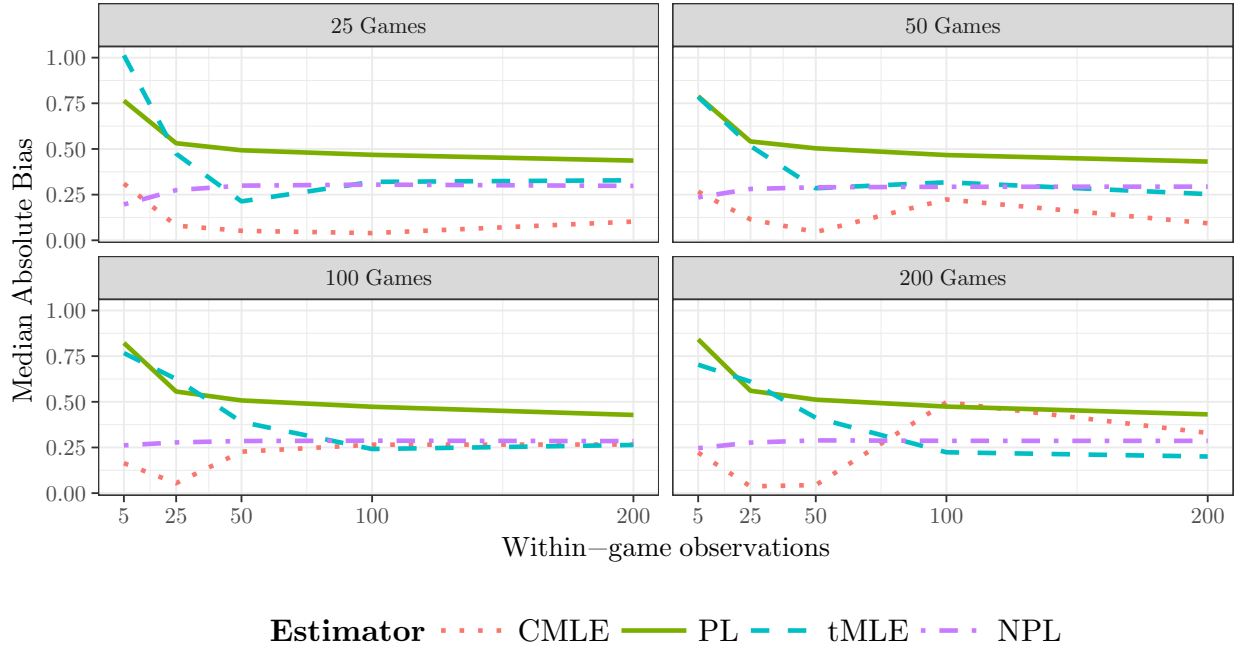 25 Games
50 Games
Median Absolute Bias
1.00
0.75
0.50
0.25
0.00
100 Games
200 Games
1.00
0.75
0.50
0.25
0.00
5 25 50 100 200
5 25 50 100 200
Within−game observations
Estimator CMLE PL tMLE NPL